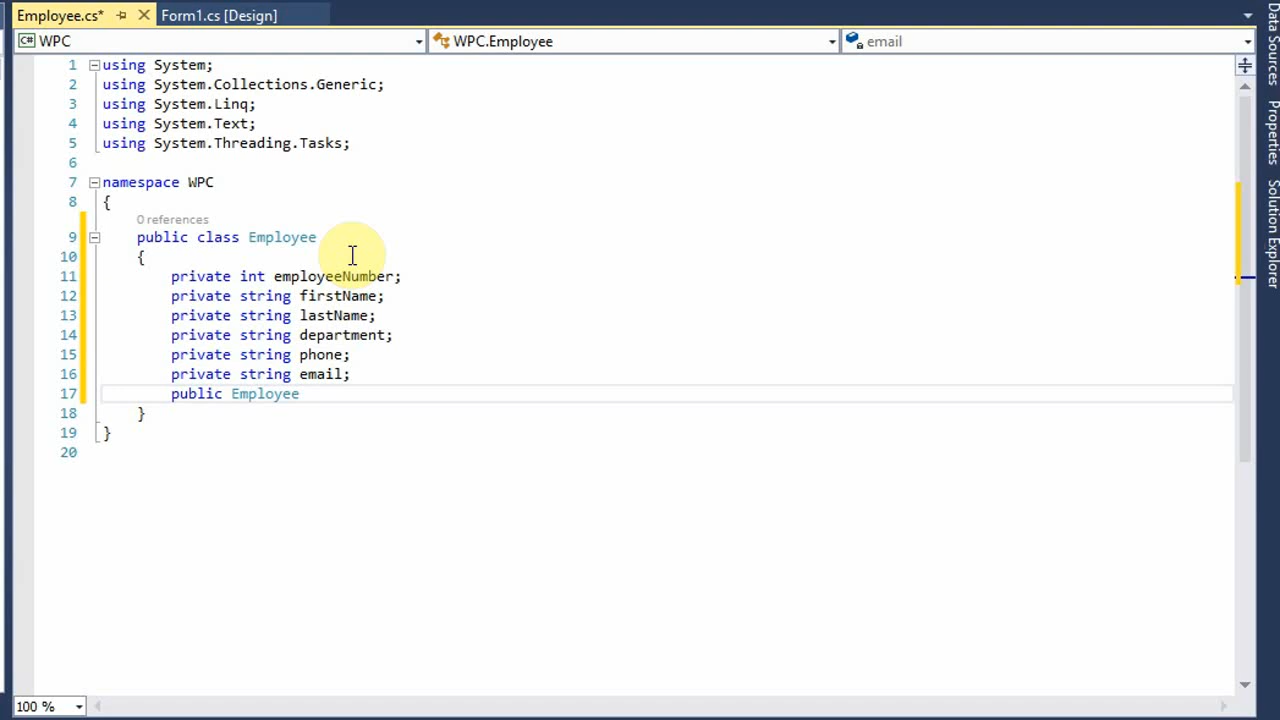 Employee.cs* Form1.cs [Design]
C# WPC WPC.Employee email
1 using System;
2 using System.Collections.Generic;
3 using System.Linq;
4 using System.Text;
5 using System.Threading.Tasks;
6
7 namespace WPC
8 {
0 references
9 public class Employee
10 {
11 private int employeeNumber;
12 private string firstName;
13 private string lastName;
14 private string department;
15 private string phone;
16 private string email;
17 public Employee
18 }
19 }
20
100 %
Data Sources
Properties
Solution Explorer